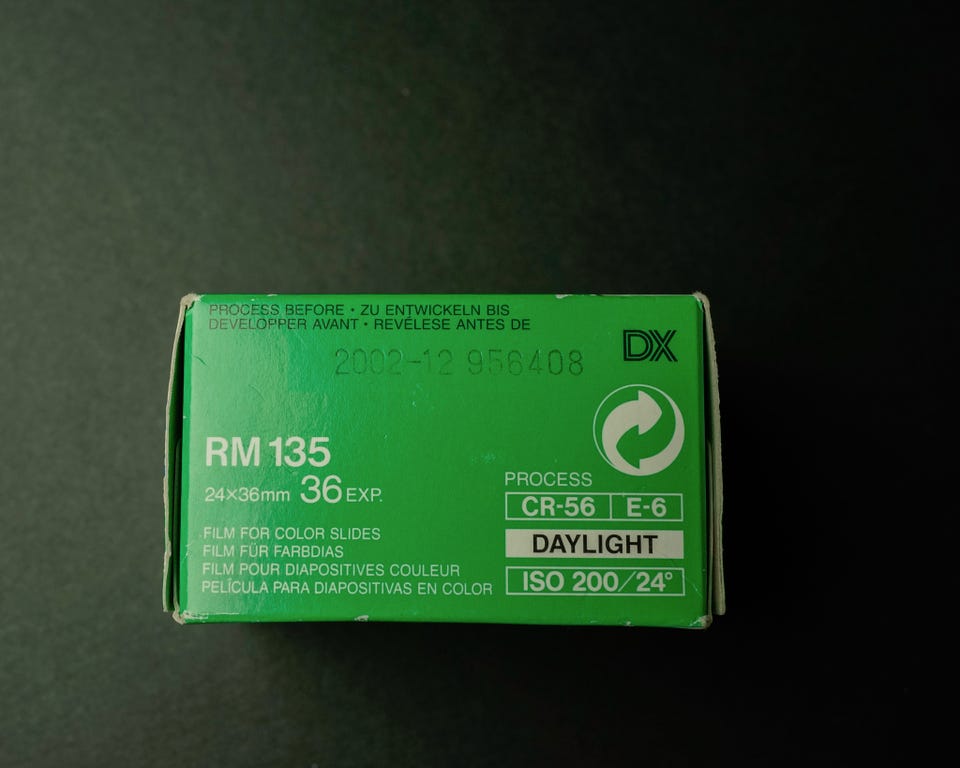 PROCESS BEFORE · ZU ENTWICKELN BIS
DEVELOPPER AVANT · REVÉLESE ANTES DE
2002-12 956408
DX
RM 135
24×36mm 36 EXP.
FILM FOR COLOR SLIDES
FILM FÜR FARBDIAS
FILM POUR DIAPOSITIVES COULEUR
PELÍCULA PARA DIAPOSITIVAS EN COLOR
PROCESS
CR-56 E-6
DAYLIGHT
ISO 200/24°